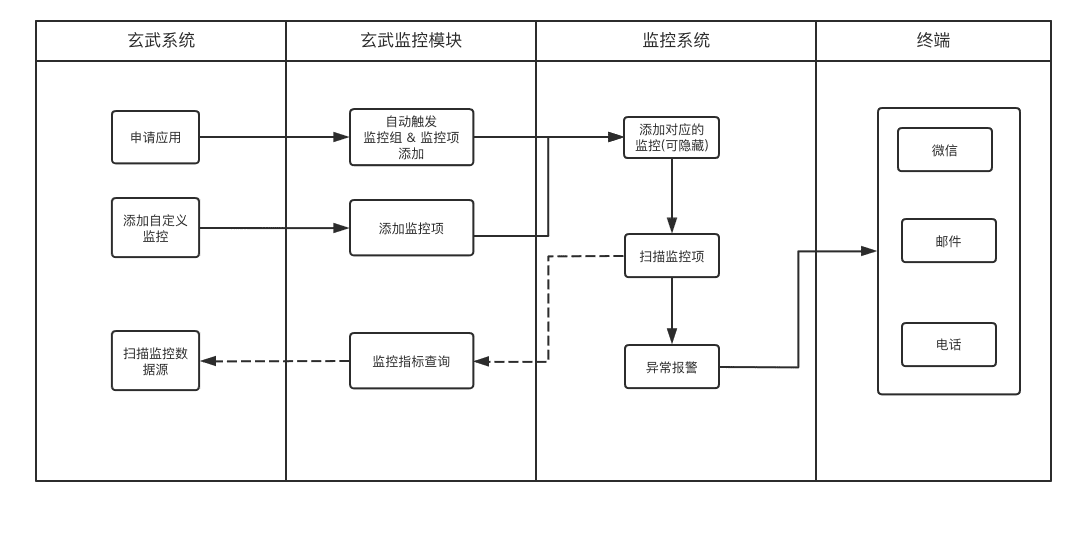 玄武系统
玄武监控模块
监控系统
终端
申请应用
自动触发
监控组 & 监控项
添加
添加对应的
监控(可隐藏)
微信
添加自定义
监控
添加监控项
扫描监控项
邮件
扫描监控数
据源
监控指标查询
异常报警
电话